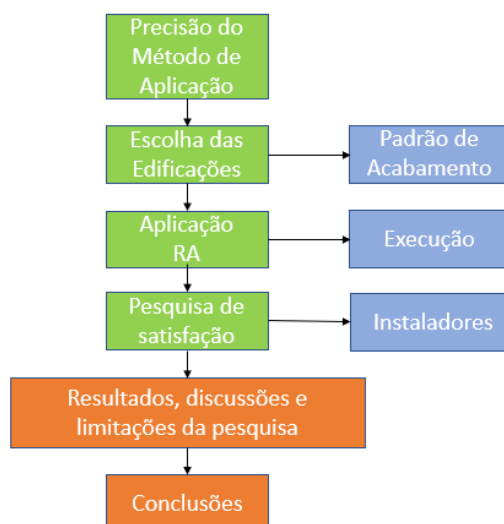 Precisão do
Método de
Aplicação
Escolha das
Edificações
Padrão de
Acabamento
Aplicação
RA
Execução
Pesquisa de
satisfação
Instaladores
Resultados, discussões e
limitações da pesquisa
Conclusões